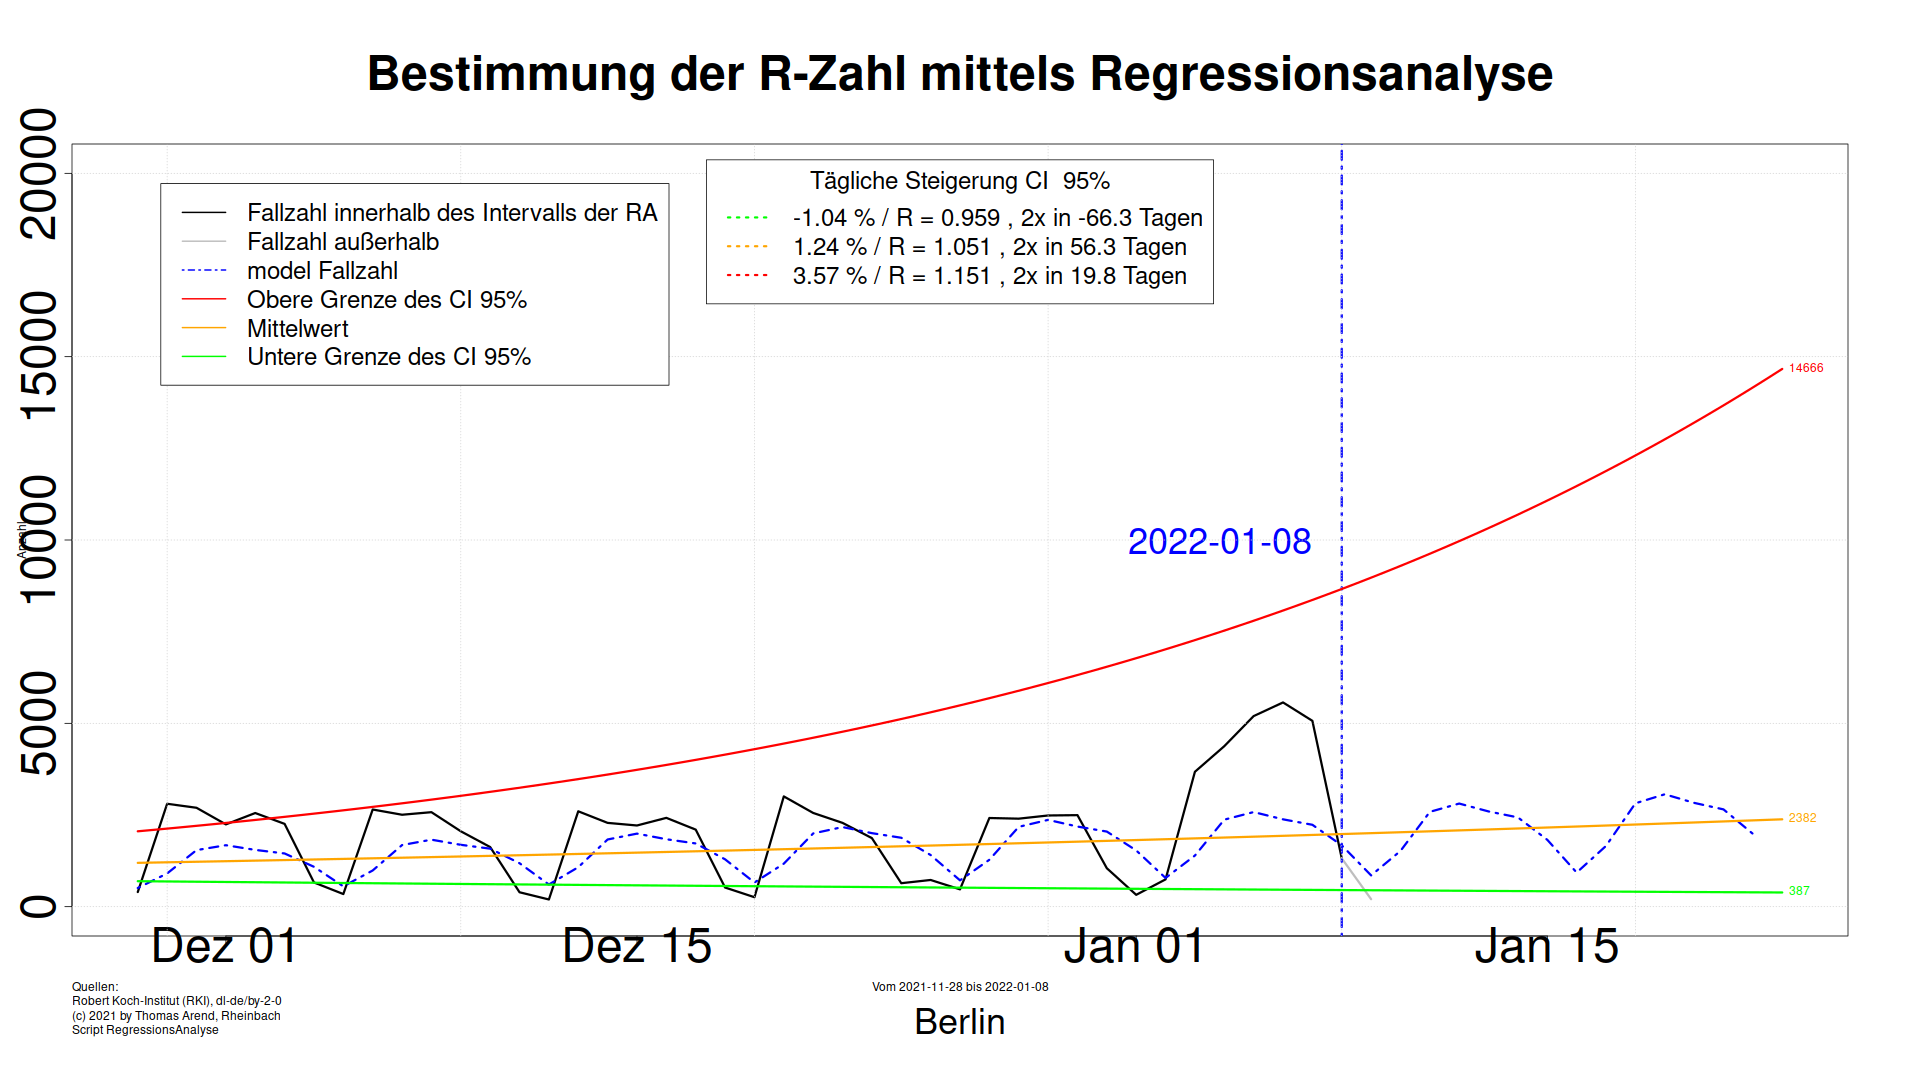 Bestimmung der R-Zahl mittels Regressionsanalyse
Anzahl
20000
15000
10000
5000
0
Fallzahl innerhalb des Intervalls der RA
Fallzahl außerhalb
model Fallzahl
Obere Grenze des CI 95%
Mittelwert
Untere Grenze des CI 95%
Tägliche Steigerung CI 95%
-1.04 % / R = 0.959 , 2x in -66.3 Tagen
1.24 % / R = 1.051 , 2x in 56.3 Tagen
3.57 % / R = 1.151 , 2x in 19.8 Tagen
14666
2022-01-08
2382
387
Dez 01
Dez 15
Jan 01
Jan 15
Quellen:
Robert Koch-Institut (RKI), dl-de/by-2-0
(c) 2021 by Thomas Arend, Rheinbach
Script RegressionsAnalyse
Vom 2021-11-28 bis 2022-01-08
Berlin